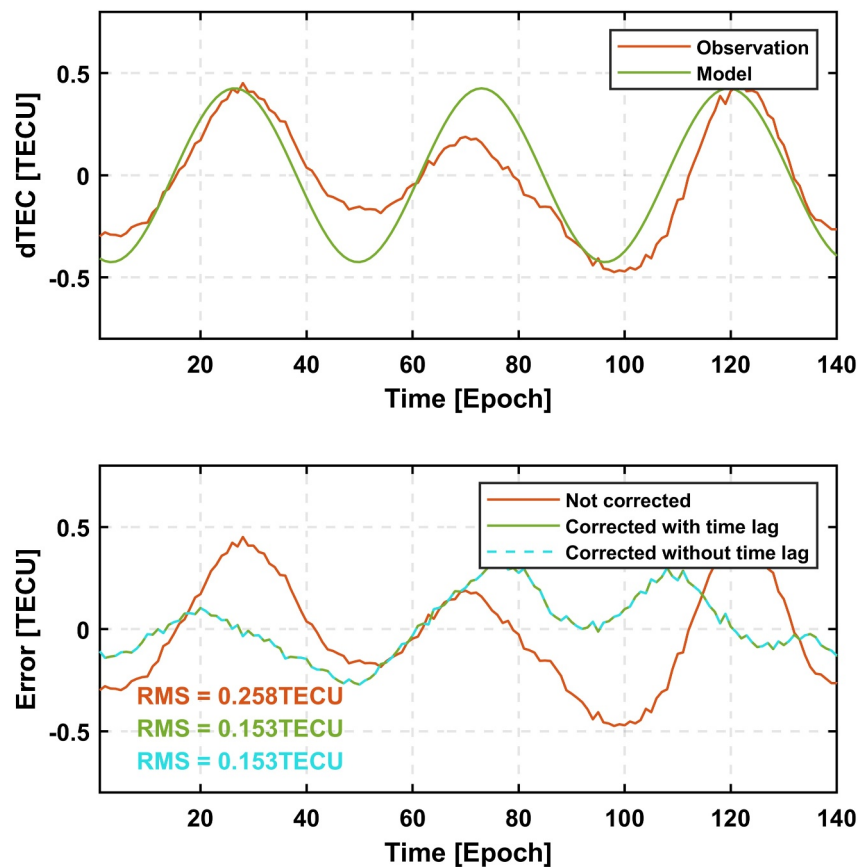 Observation
Model
0.5
0
-0.5
dTEC [TECU]
20 40 60 80 100 120 140
Time [Epoch]
Not corrected
Corrected with time lag
Corrected without time lag
0.5
0
-0.5
Error [TECU]
RMS = 0.258TECU
RMS = 0.153TECU
RMS = 0.153TECU
20 40 60 80 100 120 140
Time [Epoch]